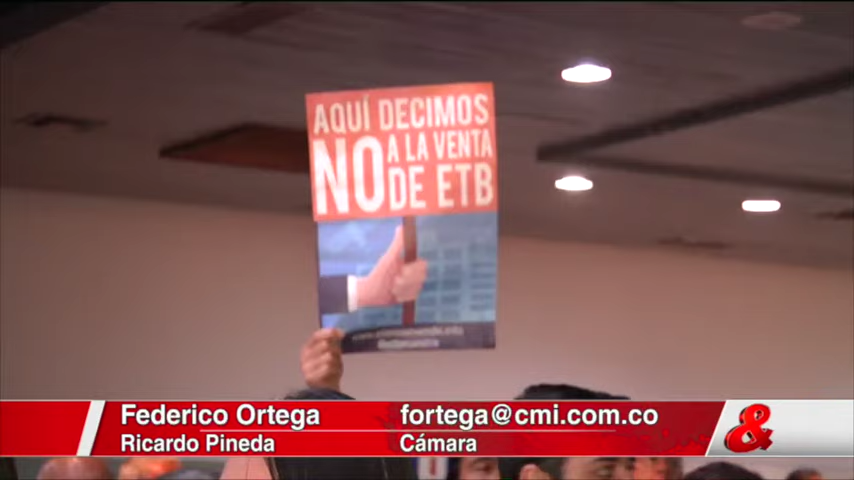 AQUÍ DECIMOS
NO A LA VENTA
DE ETB
Federico Ortega fortega@cmi.com.co
Ricardo Pineda Cámara
&